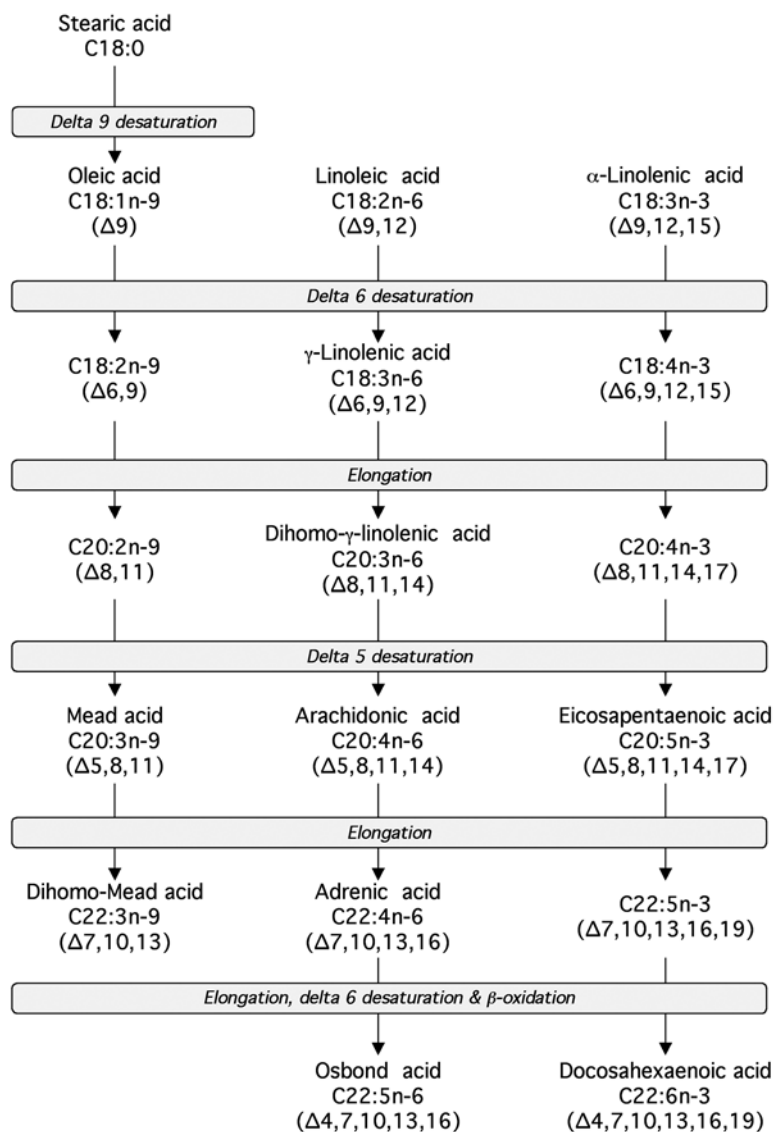 Stearic acid
C18:0
Delta 9 desaturation
Oleic acid
C18:1n-9
(Δ9)
Linoleic acid
C18:2n-6
(Δ9,12)
α-Linolenic acid
C18:3n-3
(Δ9,12,15)
Delta 6 desaturation
C18:2n-9
(Δ6,9)
γ-Linolenic acid
C18:3n-6
(Δ6,9,12)
C18:4n-3
(Δ6,9,12,15)
Elongation
C20:2n-9
(Δ8,11)
Dihomo-γ-linolenic acid
C20:3n-6
(Δ8,11,14)
C20:4n-3
(Δ8,11,14,17)
Delta 5 desaturation
Mead acid
C20:3n-9
(Δ5,8,11)
Arachidonic acid
C20:4n-6
(Δ5,8,11,14)
Eicosapentaenoic acid
C20:5n-3
(Δ5,8,11,14,17)
Elongation
Dihomo-Mead acid
C22:3n-9
(Δ7,10,13)
Adrenic acid
C22:4n-6
(Δ7,10,13,16)
C22:5n-3
(Δ7,10,13,16,19)
Elongation, delta 6 desaturation & β-oxidation
Osbond acid
C22:5n-6
(Δ4,7,10,13,16)
Docosahexaenoic acid
C22:6n-3
(Δ4,7,10,13,16,19)